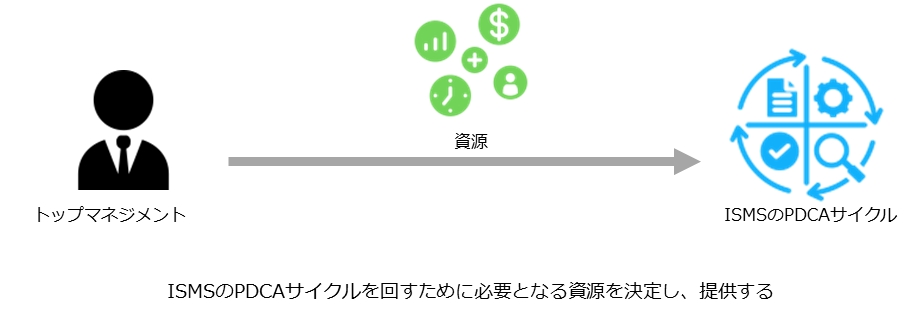 資源
トップマネジメント
ISMSのPDCAサイクル
ISMSのPDCAサイクルを回すために必要となる資源を決定し、提供する